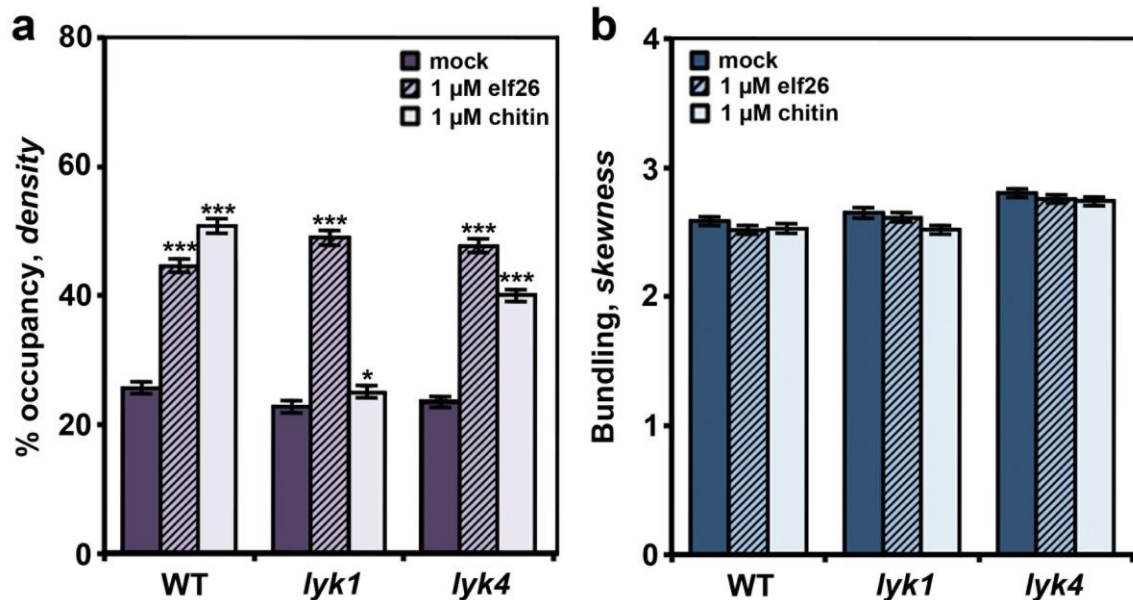 a
% occupancy, density
80
60
40
20
0
mock
1 µM elf26
1 µM chitin
***
***
***
*
***
***
WT
lyk1
lyk4
b
Bundling, skewness
4
3
2
1
0
mock
1 µM elf26
1 µM chitin
WT
lyk1
lyk4